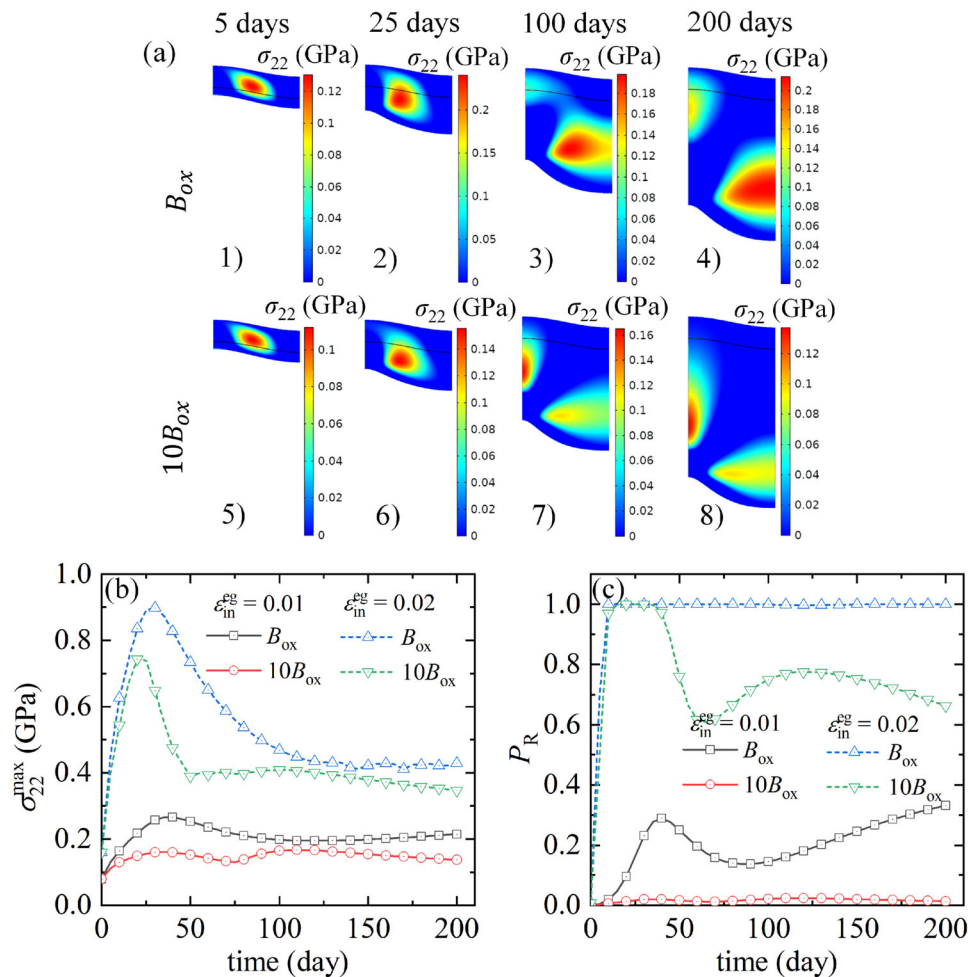 5 days 25 days 100 days 200 days
(a) σ22 (GPa) σ22 (GPa) σ22 (GPa) σ22 (GPa)
0.12 0.1 0.08 0.06 0.04 0.02 0
0.2 0.15 0.1 0.05 0
0.18 0.16 0.14 0.12 0.1 0.08 0.06 0.04 0.02 0
0.2 0.18 0.16 0.14 0.12 0.1 0.08 0.06 0.04 0.02 0
Box
1) 2) 3) 4)
σ22 (GPa) σ22 (GPa) σ22 (GPa) σ22 (GPa)
0.1 0.08 0.06 0.04 0.02 0
0.14 0.12 0.1 0.08 0.06 0.04 0.02 0
0.16 0.14 0.12 0.1 0.08 0.06 0.04 0.02 0
0.12 0.1 0.08 0.06 0.04 0.02 0
10Box
5) 6) 7) 8)
(b)
εeg in = 0.01 εeg in = 0.02
Box Box
10Box 10Box
σmax 22 (GPa)
1.0
0.8
0.6
0.4
0.2
0.0
0 50 100 150 200
time (day)
(c)
εeg in = 0.01 εeg in = 0.02
Box Box
10Box 10Box
PR
1.0
0.8
0.6
0.4
0.2
0.0
0 50 100 150 200
time (day)